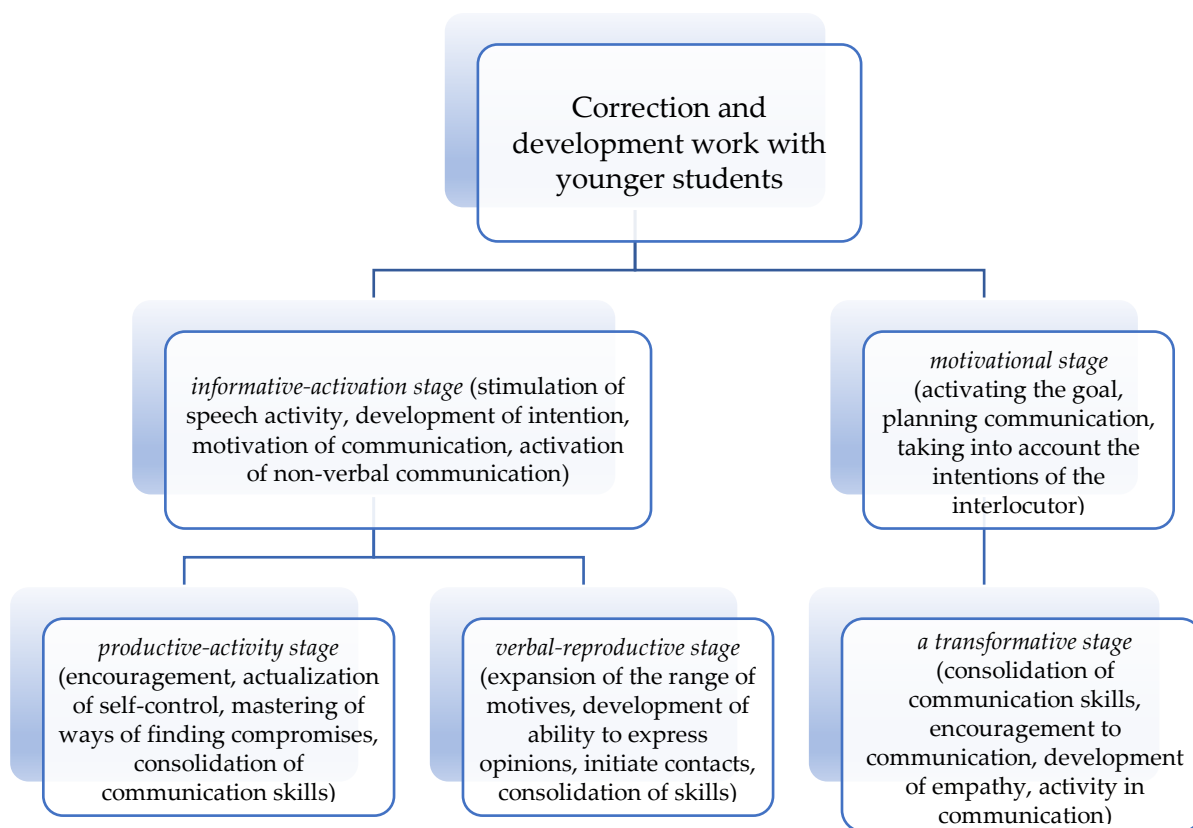 Correction and
development work with
younger students
informative-activation stage (stimulation of
speech activity, development of intention,
motivation of communication, activation
of non-verbal communication)
motivational stage
(activating the goal,
planning communication,
taking into account the
intentions of the
interlocutor)
productive-activity stage
(encouragement, actualization
of self-control, mastering of
ways of finding compromises,
consolidation of
communication skills)
verbal-reproductive stage
(expansion of the range of
motives, development of
ability to express
opinions, initiate contacts,
consolidation of skills)
a transformative stage
(consolidation of
communication skills,
encouragement to
communication, development
of empathy, activity in
communication)